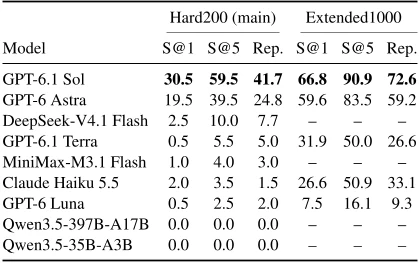 Hard200 (main) Extended1000
Model S@1 S@5 Rep. S@1 S@5 Rep.
GPT-6.1 Sol 30.5 59.5 41.7 66.8 90.9 72.6
GPT-6 Astra 19.5 39.5 24.8 59.6 83.5 59.2
DeepSeek-V4.1 Flash 2.5 10.0 7.7 – – –
GPT-6.1 Terra 0.5 5.5 5.0 31.9 50.0 26.6
MiniMax-M3.1 Flash 1.0 4.0 3.0 – – –
Claude Haiku 5.5 2.0 3.5 1.5 26.6 50.9 33.1
GPT-6 Luna 0.5 2.5 2.0 7.5 16.1 9.3
Qwen3.5-397B-A17B 0.0 0.0 0.0 – – –
Qwen3.5-35B-A3B 0.0 0.0 0.0 – – –